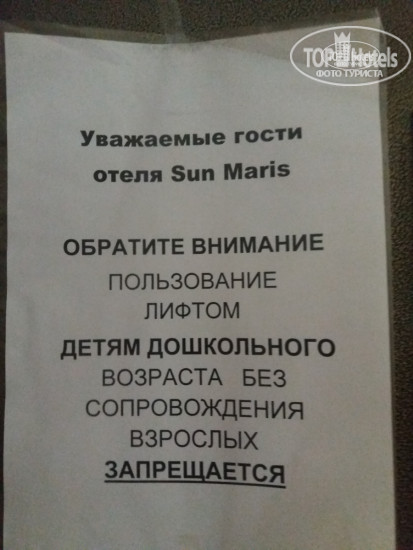 TOP Hotels
ФОТО ТУРИСТА
Уважаемые гости
отеля Sun Maris
ОБРАТИТЕ ВНИМАНИЕ
ПОЛЬЗОВАНИЕ
ЛИФТОМ
ДЕТЯМ ДОШКОЛЬНОГО
ВОЗРАСТА БЕЗ
СОПРОВОЖДЕНИЯ
ВЗРОСЛЫХ
ЗАПРЕЩАЕТСЯ